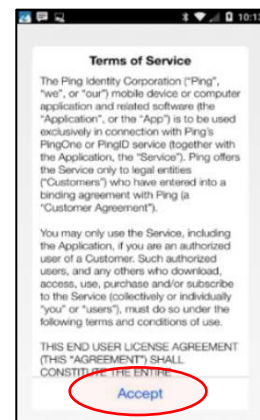 10:13
Terms of Service
The Ping Identity Corporation ("Ping",
"we", or "our") mobile device or computer
application and related software (the
"Application", or the "App") is to be used
exclusively in connection with Ping's
PingOne or PingID service (together with
the Application, the "Service"). Ping offers
the Service only to legal entities
("Customers") who have entered into a
binding agreement with Ping (a
"Customer Agreement").
You may only use the Service, including
the Application, if you are an authorized
user of a Customer. Such authorized
users, and any others who download,
access, use, purchase and/or subscribe
to the Service (collectively or individually
"you" or "users"), must do so under the
following terms and conditions of use.
THIS END USER LICENSE AGREEMENT
(THIS "AGREEMENT") SHALL
CONSTITUTE THE ENTIRE
Accept